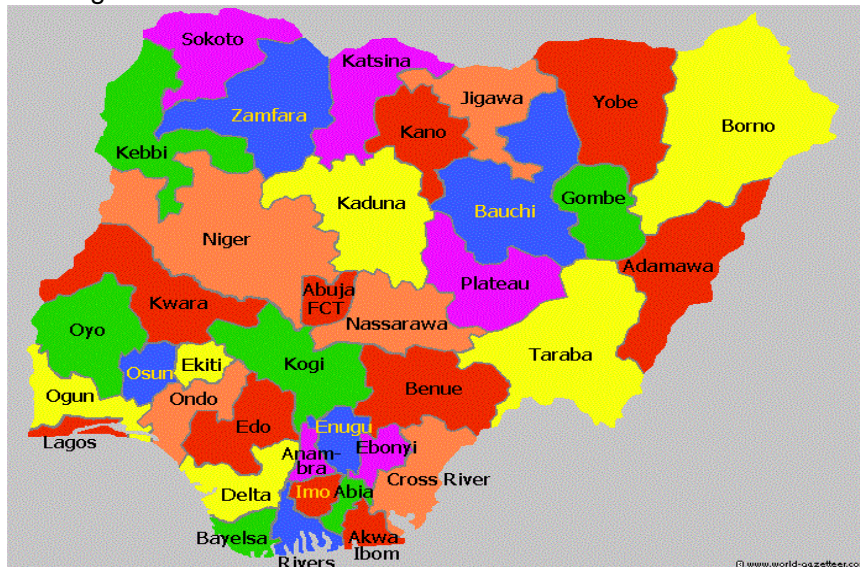 Sokoto
Katsina
Zamfara
Jigawa
Yobe
Borno
Kano
Kebbi
Kaduna
Bauchi
Gombe
Niger
Adamawa
Plateau
Abuja
FCT
Kwara
Nassarawa
Oyo
Taraba
Ekiti
Kogi
Osun
Benue
Ogun
Ondo
Edo
Enugu
Lagos
Anam-
bra
Ebonyi
Cross River
Delta
Imo
Abia
Bayelsa
Akwa
Ibom
Rivers
@ www.world-gazetteer.co